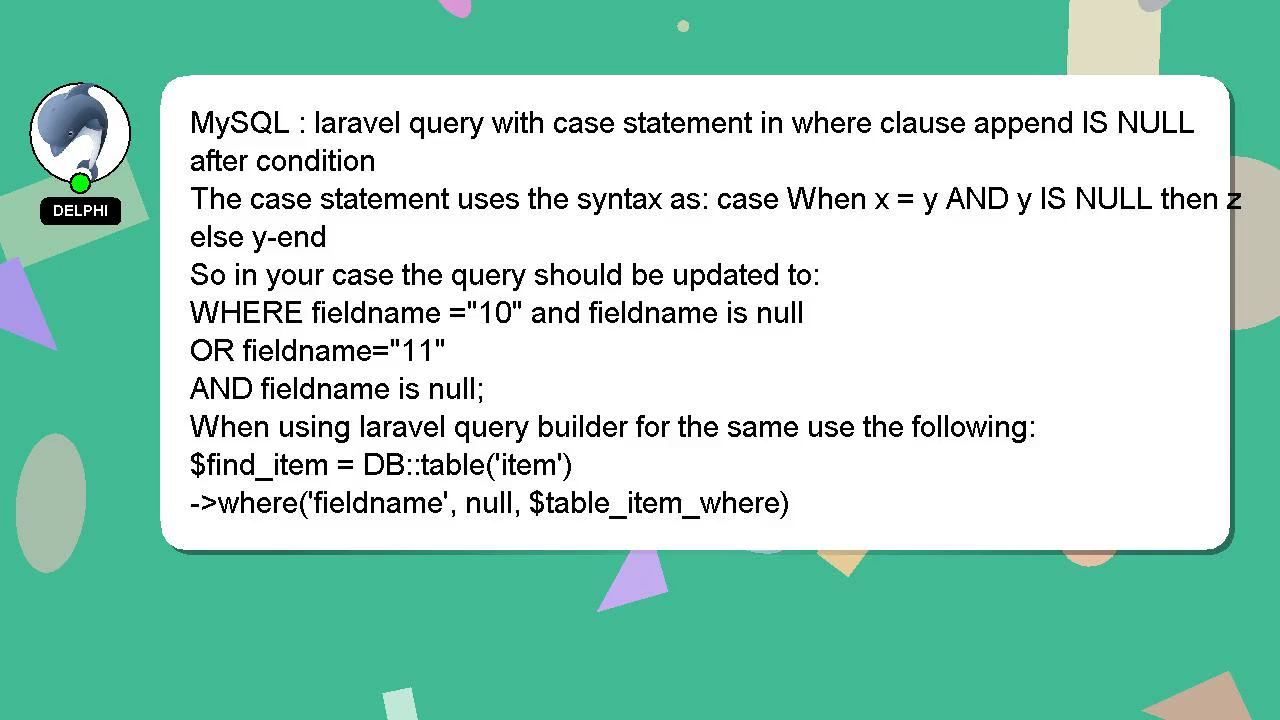 MySQL : laravel query with case statement in where clause append IS NULL
after condition
The case statement uses the syntax as: case When x = y AND y IS NULL then z
else y-end
So in your case the query should be updated to:
WHERE fieldname ="10" and fieldname is null
OR fieldname="11"
AND fieldname is null;
When using laravel query builder for the same use the following:
$find_item = DB::table('item')
->where('fieldname', null, $table_item_where)
DELPHI